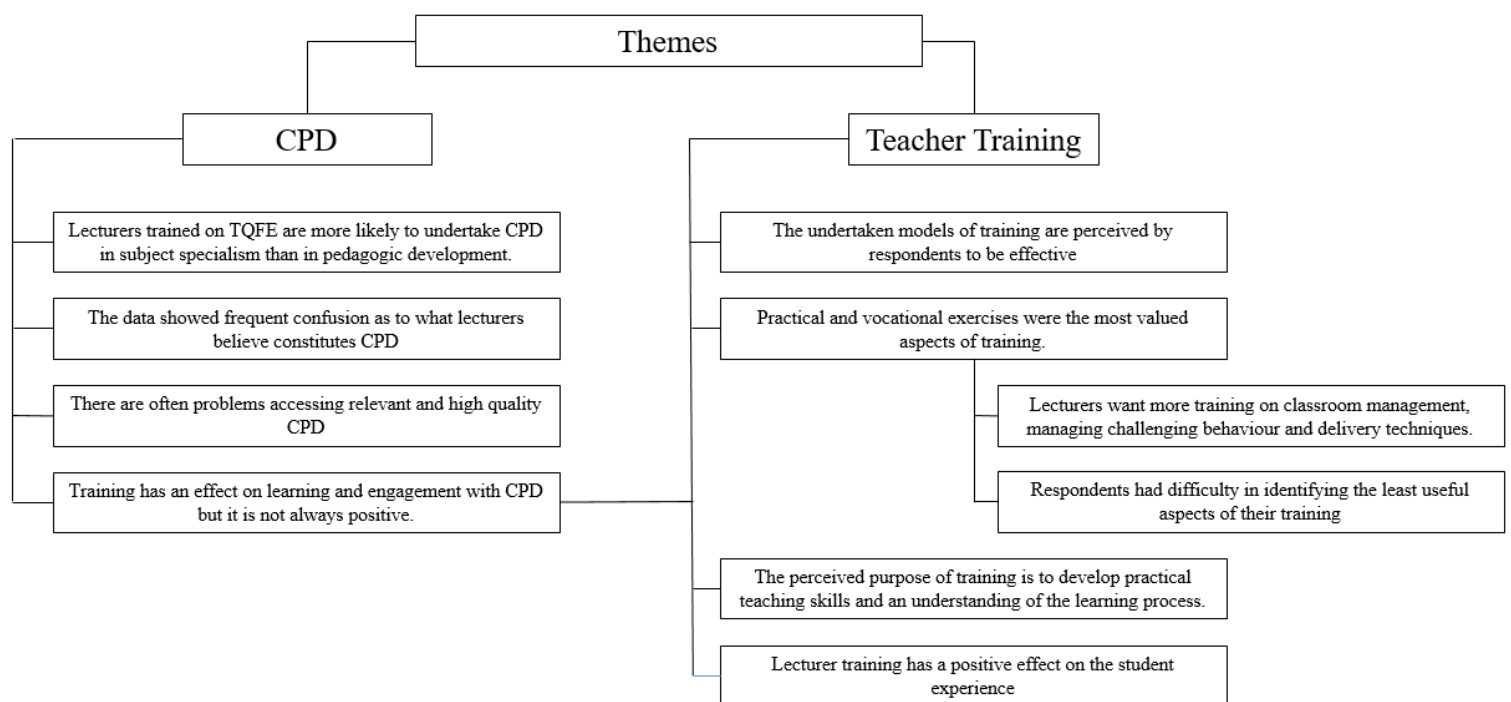 Themes
CPD
Teacher Training
Lecturers trained on TQFE are more likely to undertake CPD
in subject specialism than in pedagogic development.
The data showed frequent confusion as to what lecturers
believe constitutes CPD
There are often problems accessing relevant and high quality
CPD
Training has an effect on learning and engagement with CPD
but it is not always positive.
The undertaken models of training are perceived by
respondents to be effective
Practical and vocational exercises were the most valued
aspects of training.
Lecturers want more training on classroom management,
managing challenging behaviour and delivery techniques.
Respondents had difficulty in identifying the least useful
aspects of their training
The perceived purpose of training is to develop practical
teaching skills and an understanding of the learning process.
Lecturer training has a positive effect on the student
experience